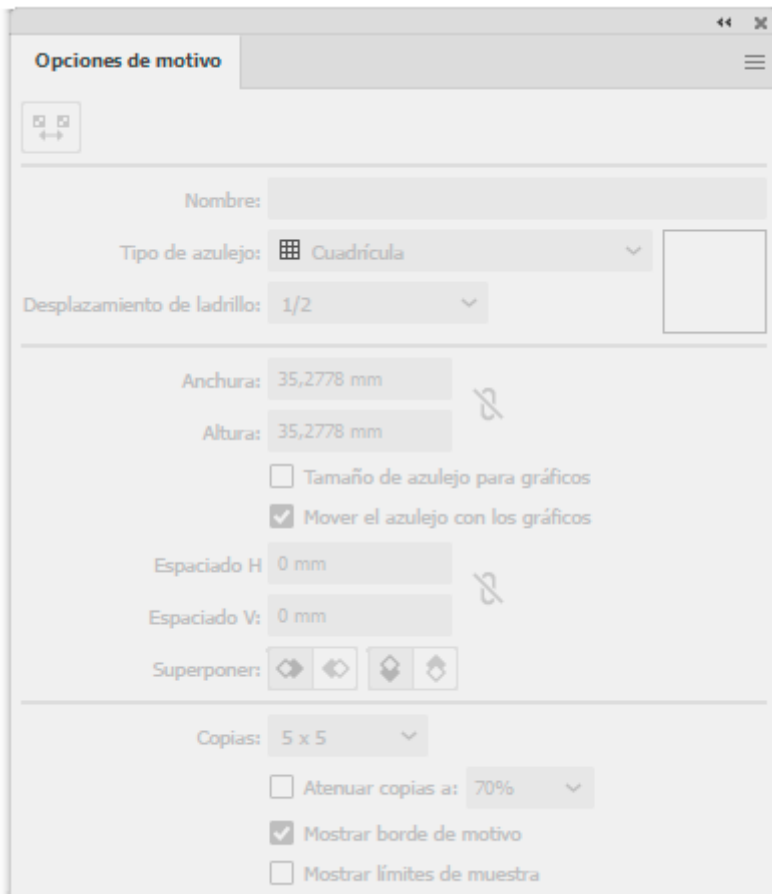 Opciones de motivo
Nombre:
Tipo de azulejo: Cuadrícula
Desplazamiento de ladrillo: 1/2
Anchura: 35,2778 mm
Altura: 35,2778 mm
Tamaño de azulejo para gráficos
Mover el azulejo con los gráficos
Espaciado H 0 mm
Espaciado V: 0 mm
Superponer:
Copias: 5 x 5
Atenuar copias a: 70%
Mostrar borde de motivo
Mostrar límites de muestra